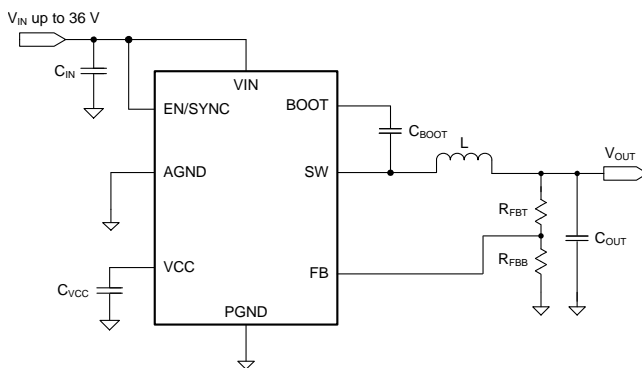 VIN up to 36 V
CIN
VIN
EN/SYNC
BOOT
CBOOT
L
AGND
SW
VOUT
RFBT
COUT
RFBB
VCC
FB
CVCC
PGND